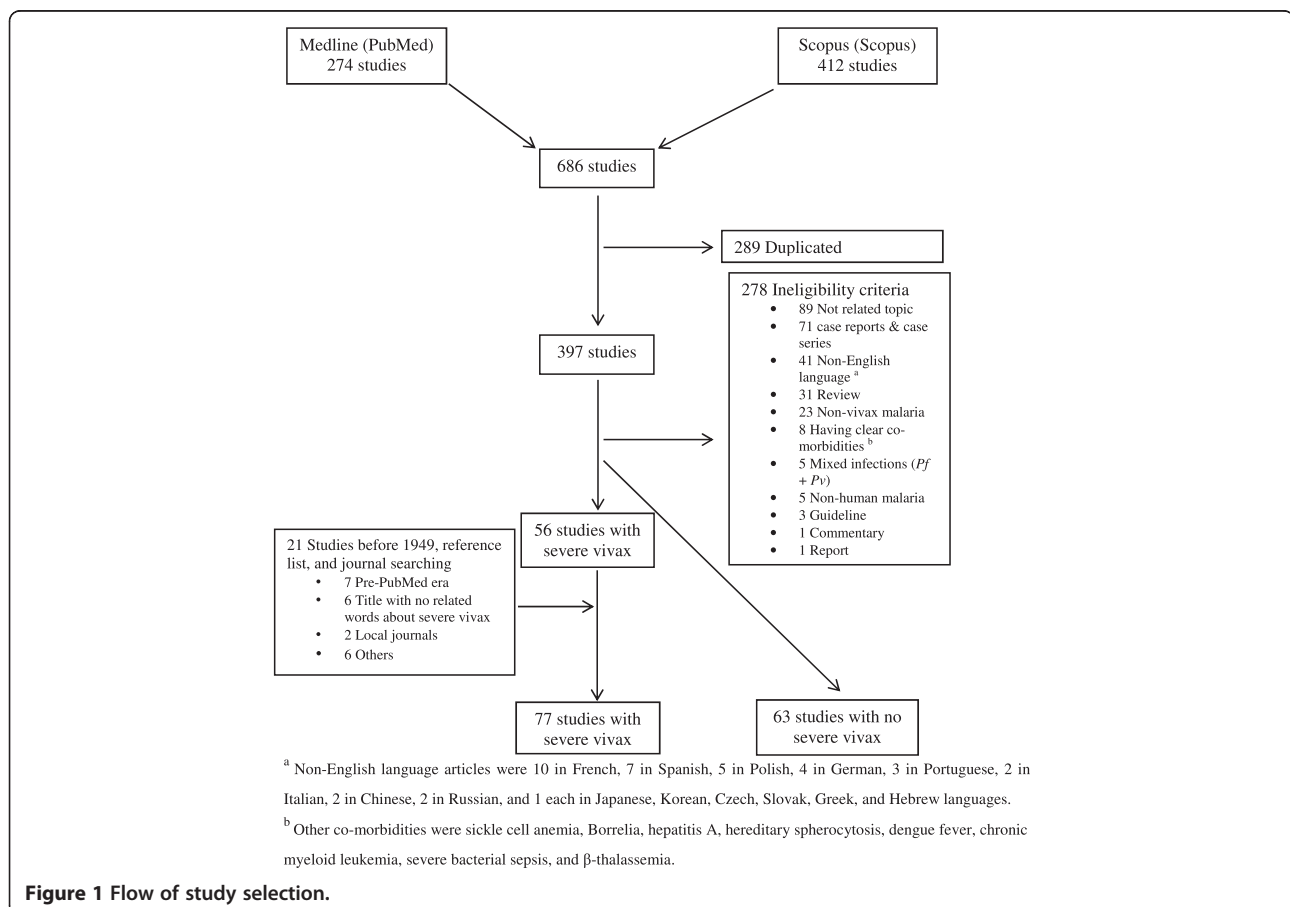 Medline (PubMed)
274 studies
Scopus (Scopus)
412 studies
686 studies
289 Duplicated
278 Ineligibility criteria
• 89 Not related topic
• 71 case reports & case
series
• 41 Non-English
language a
• 31 Review
• 23 Non-vivax malaria
• 8 Having clear co-
morbidities b
• 5 Mixed infections (Pf
+ Pv)
• 5 Non-human malaria
• 3 Guideline
• 1 Commentary
• 1 Report
397 studies
56 studies with
severe vivax
21 Studies before 1949, reference
list, and journal searching
• 7 Pre-PubMed era
• 6 Title with no related
words about severe vivax
• 2 Local journals
• 6 Others
77 studies with
severe vivax
63 studies with no
severe vivax
a Non-English language articles were 10 in French, 7 in Spanish, 5 in Polish, 4 in German, 3 in Portuguese, 2 in
Italian, 2 in Chinese, 2 in Russian, and 1 each in Japanese, Korean, Czech, Slovak, Greek, and Hebrew languages.
b Other co-morbidities were sickle cell anemia, Borrelia, hepatitis A, hereditary spherocytosis, dengue fever, chronic
myeloid leukemia, severe bacterial sepsis, and β-thalassemia.
Figure 1 Flow of study selection.